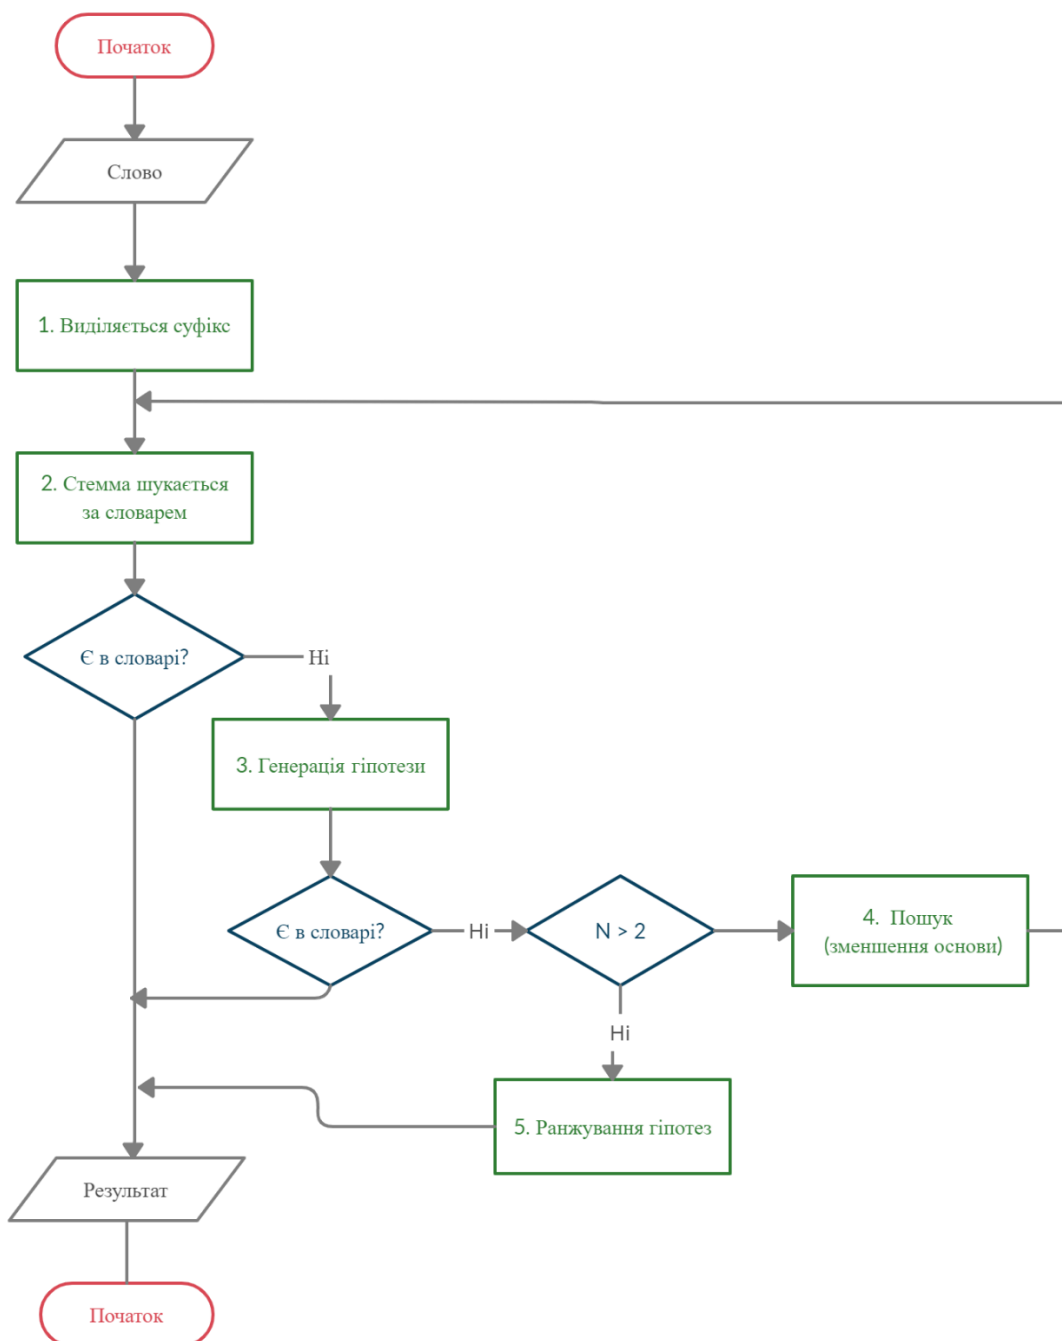 Початок
Слово
1. Виділяється суфікс
2. Стемма шукається
за словарем
Є в словарі?
Ні
3. Генерація гіпотези
Є в словарі?
Ні
N > 2
4. Пошук
(зменшення основи)
Ні
5. Ранжування гіпотез
Результат
Початок